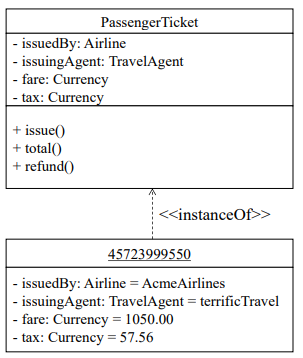 PassengerTicket
- issuedBy: Airline
- issuingAgent: TravelAgent
- fare: Currency
- tax: Currency
+ issue()
+ total()
+ refund()
<<instanceOf>>
45723999550
- issuedBy: Airline = AcmeAirlines
- issuingAgent: TravelAgent = terrificTravel
- fare: Currency = 1050.00
- tax: Currency = 57.56